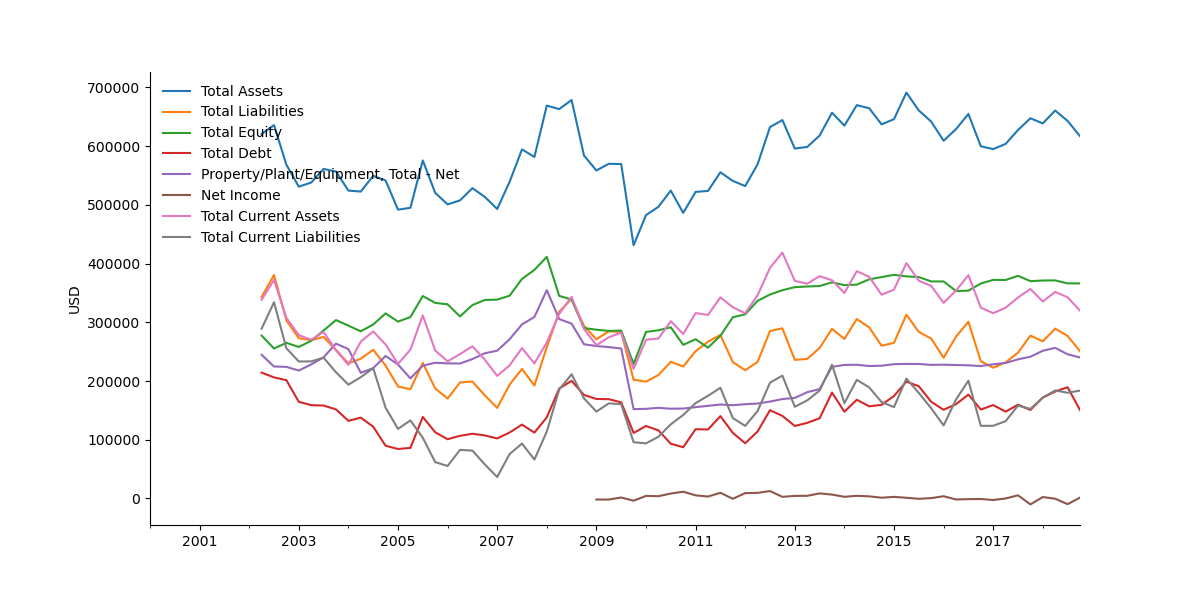 700000
600000
500000
400000
300000
200000
100000
0
USD
Total Assets
Total Liabilities
Total Equity
Total Debt
Property/Plant/Equipment, Total - Net
Net Income
Total Current Assets
Total Current Liabilities
2001 2003 2005 2007 2009 2011 2013 2015 2017